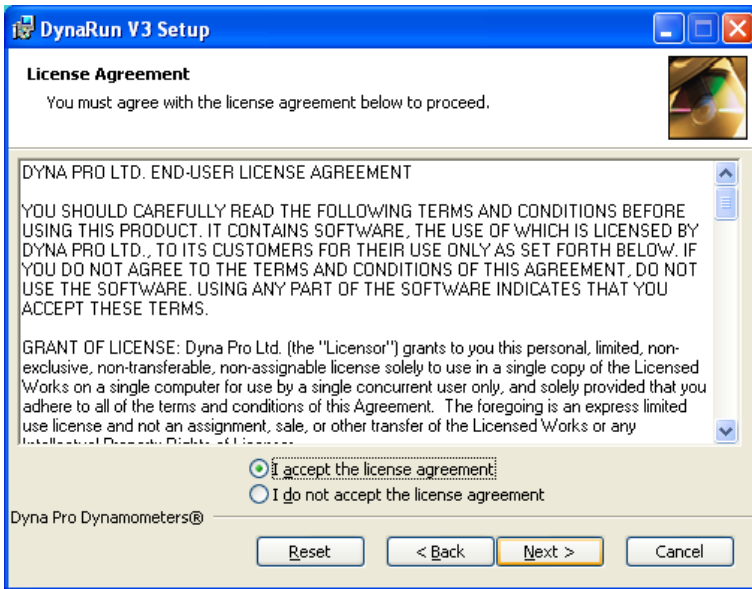 DynaRun V3 Setup
License Agreement
You must agree with the license agreement below to proceed.
DYNA PRO LTD. END-USER LICENSE AGREEMENT
YOU SHOULD CAREFULLY READ THE FOLLOWING TERMS AND CONDITIONS BEFORE
USING THIS PRODUCT. IT CONTAINS SOFTWARE, THE USE OF WHICH IS LICENSED BY
DYNA PRO LTD., TO ITS CUSTOMERS FOR THEIR USE ONLY AS SET FORTH BELOW. IF
YOU DO NOT AGREE TO THE TERMS AND CONDITIONS OF THIS AGREEMENT, DO NOT
USE THE SOFTWARE. USING ANY PART OF THE SOFTWARE INDICATES THAT YOU
ACCEPT THESE TERMS.
GRANT OF LICENSE: Dyna Pro Ltd. (the "Licensor") grants to you this personal, limited, non-
exclusive, non-transferable, non-assignable license solely to use in a single copy of the Licensed
Works on a single computer for use by a single concurrent user only, and solely provided that you
adhere to all of the terms and conditions of this Agreement.  The foregoing is an express limited
use license and not an assignment, sale, or other transfer of the Licensed Works or any
Intellectual Property Rights of Licensor.
I accept the license agreement
I do not accept the license agreement
Dyna Pro Dynamometers®
Reset
< Back
Next >
Cancel